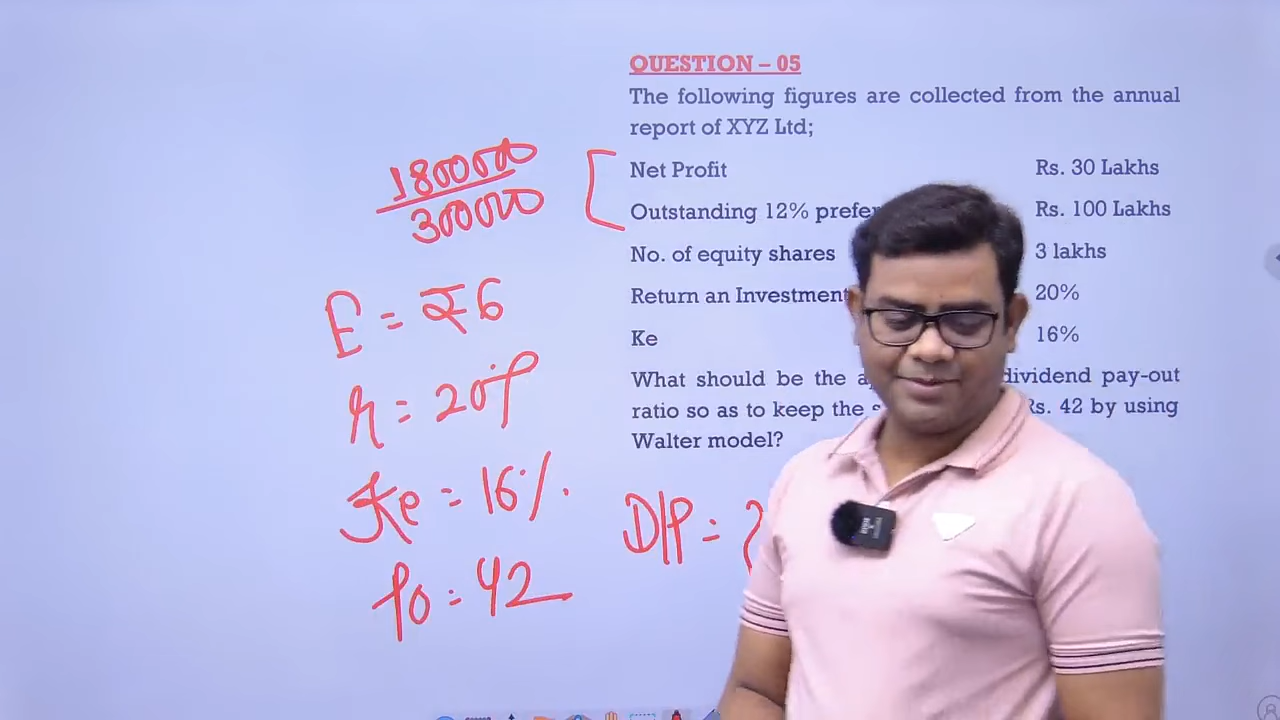 QUESTION – 05
The following figures are collected from the annual
report of XYZ Ltd;
Net Profit Rs. 30 Lakhs
Outstanding 12% Rs. 100 Lakhs
No. of equity shares 3 lakhs
Return an Investment 20%
Ke 16%
What should be the dividend pay-out
ratio so as to keep the Rs. 42 by using
Walter model?
1800000
300000
E = ₹6
r = 20%
Ke = 16%.
P0 = 42
D/P = ?